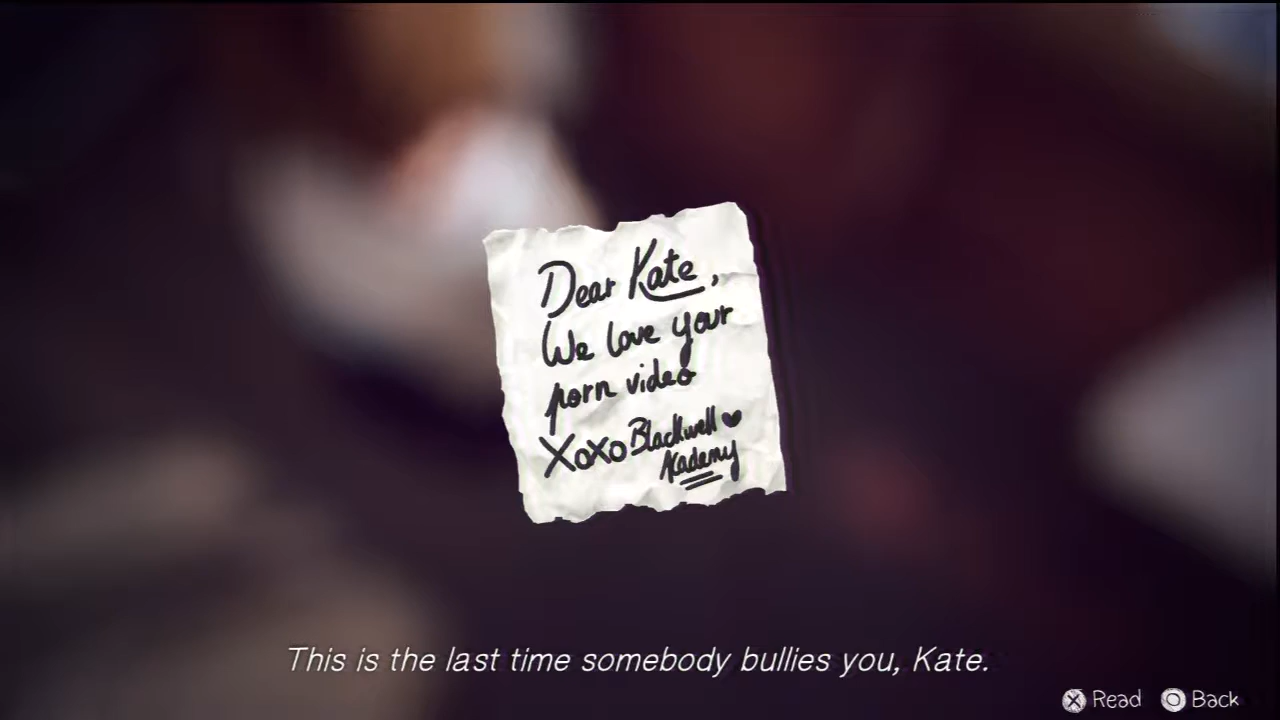 Dear Kate,
We love your
porn video
XoXo Blackwell
Academy
This is the last time somebody bullies you, Kate.
Read Back